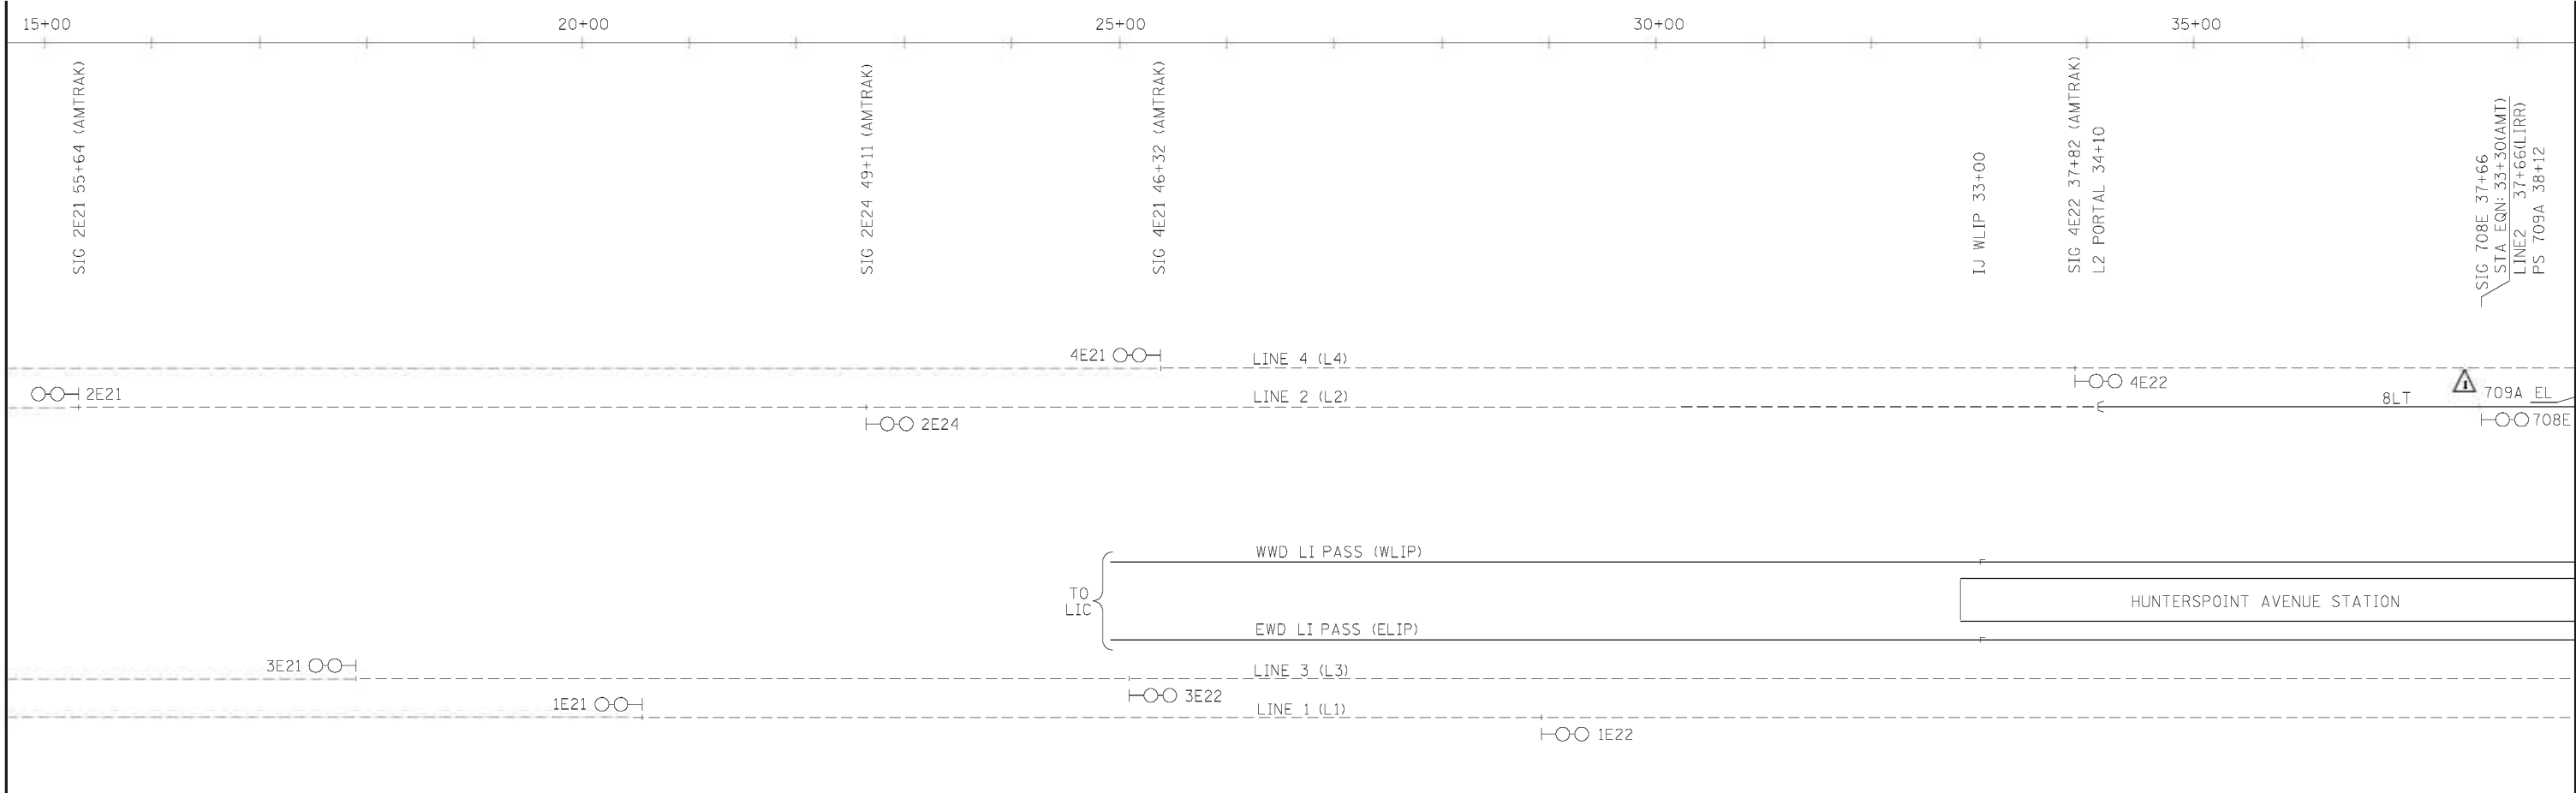 15+00 20+00 25+00 30+00 35+00
SIG 2E21 55+64 (AMTRAK)
SIG 2E24 49+11 (AMTRAK)
SIG 4E21 46+32 (AMTRAK)
IJ WLIP 33+00
SIG 4E22 37+82 (AMTRAK)
L2 PORTAL 34+10
SIG 708E 37+66
STA EQN: 33+30(AMT)
LINE2 37+66(LIRR)
PS 709A 38+12
4E21
LINE 4 (L4)
4E22
1
2E21
LINE 2 (L2)
8LT
709A EL
2E24
708E
WWD LI PASS (WLIP)
TO
LIC
HUNTERSPOINT AVENUE STATION
EWD LI PASS (ELIP)
3E21
LINE 3 (L3)
3E22
1E21
LINE 1 (L1)
1E22